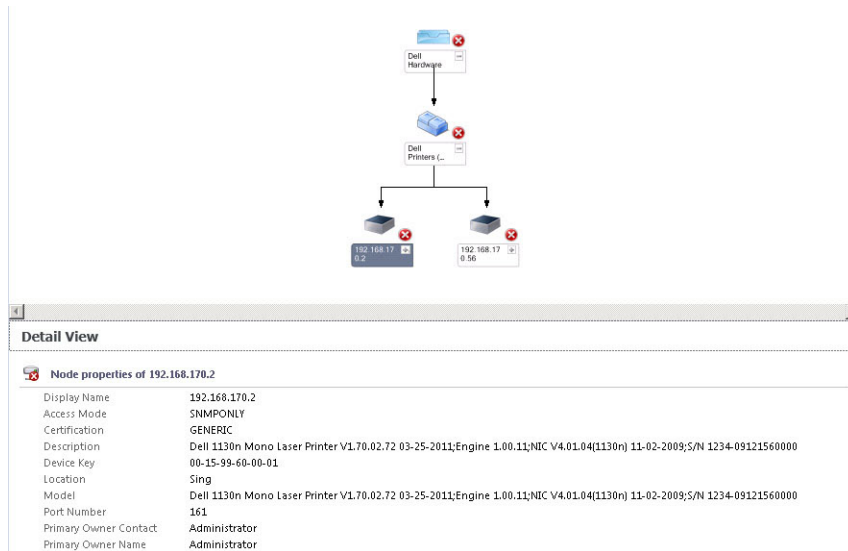 Dell
Hardware
Dell
Printers (...
192.168.17
0.2
192.168.17
0.56
Detail View
Node properties of 192.168.170.2
Display Name 192.168.170.2
Access Mode SNMPONLY
Certification GENERIC
Description Dell 1130n Mono Laser Printer V1.70.02.72 03-25-2011;Engine 1.00.11;NIC V4.01.04(1130n) 11-02-2009;S/N 1234-09121560000
Device Key 00-15-99-60-00-01
Location Sing
Model Dell 1130n Mono Laser Printer V1.70.02.72 03-25-2011;Engine 1.00.11;NIC V4.01.04(1130n) 11-02-2009;S/N 1234-09121560000
Port Number 161
Primary Owner Contact Administrator
Primary Owner Name Administrator